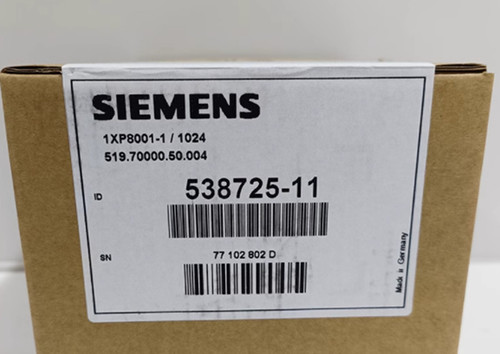 SIEMENS
1XP8001-1 / 1024
519.70000.50.004
ID
538725-11
SN
77 102 802 D
Made in Germany